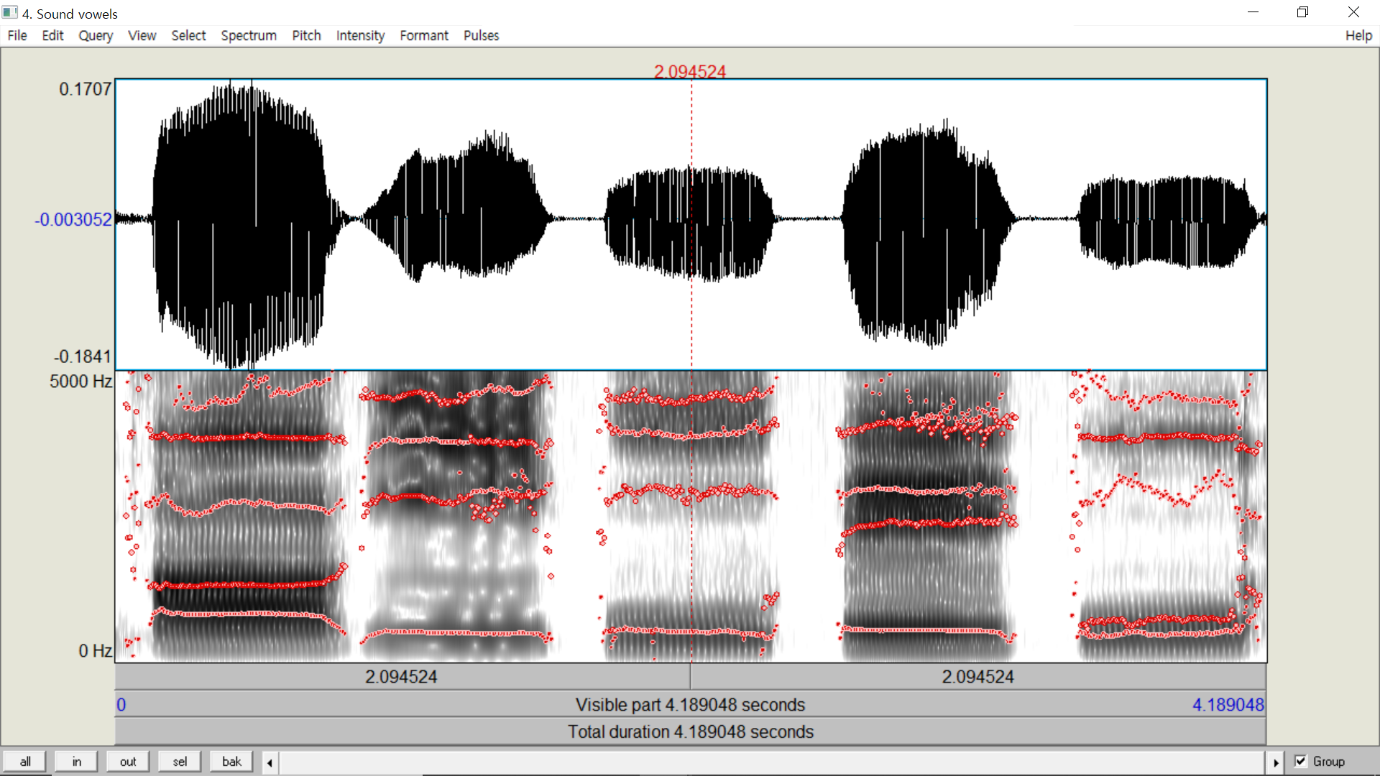 4. Sound vowels
File Edit Query View Select Spectrum Pitch Intensity Formant Pulses Help
2.094524
0.1707
-0.003052
-0.1841
5000 Hz
0 Hz
2.094524 2.094524
0 Visible part 4.189048 seconds 4.189048
Total duration 4.189048 seconds
all in out sel bak Group